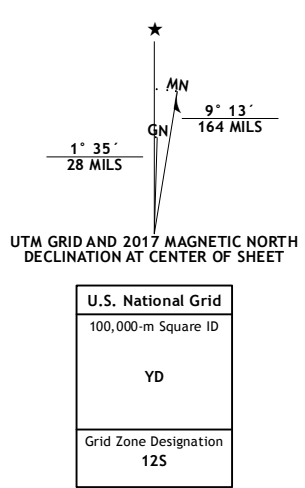 ★
MN
GN
9° 13´
164 MILS
1° 35´
28 MILS
UTM GRID AND 2017 MAGNETIC NORTH
DECLINATION AT CENTER OF SHEET
U.S. National Grid
100,000-m Square ID
YD
Grid Zone Designation
12S